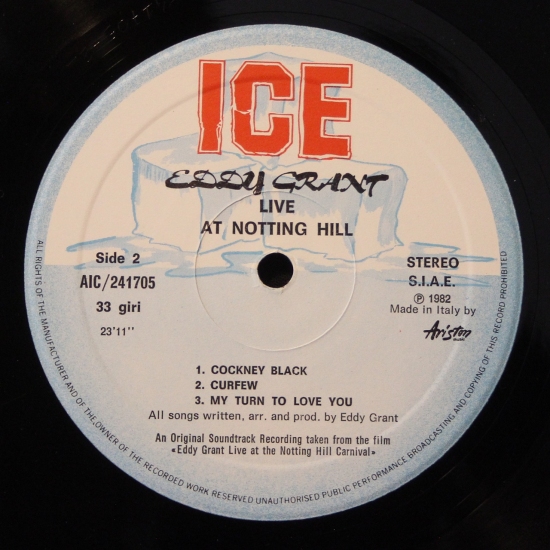 ICE
EDDY GRANT
LIVE
AT NOTTING HILL
Side 2
AIC/241705
33 giri
23'11''
STEREO
S.I.A.E.
℗ 1982
Made in Italy by
Ariston
1. COCKNEY BLACK
2. CURFEW
3. MY TURN TO LOVE YOU
All songs written, arr. and prod. by Eddy Grant
An Original Soundtrack Recording taken from the film
«Eddy Grant Live at the Notting Hill Carnival»
ALL RIGHTS OF THE MANUFACTURER AND OF THE OWNER OF THE RECORDED WORK RESERVED UNAUTHORISED PUBLIC PERFORMANCE BROADCASTING AND COPYING OF THIS RECORD PROHIBITED